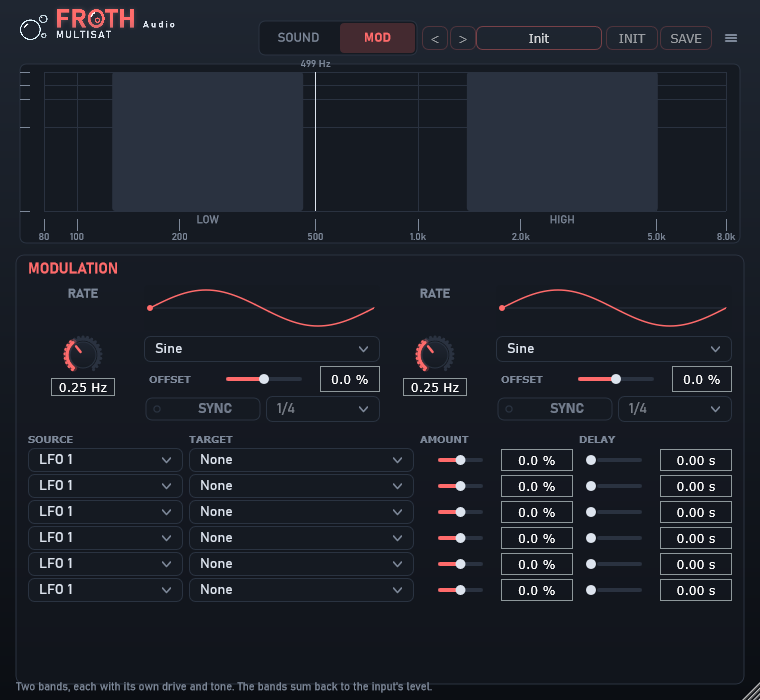 FROTH Audio
MULTISAT
SOUND MOD < > Init INIT SAVE
499 Hz
LOW HIGH
80 100 200 500 1.0k 2.0k 5.0k 8.0k
MODULATION
RATE RATE
Sine Sine
0.25 Hz OFFSET 0.0 % 0.25 Hz OFFSET 0.0 %
SYNC 1/4 SYNC 1/4
SOURCE TARGET AMOUNT DELAY
LFO 1 None 0.0 % 0.00 s
LFO 1 None 0.0 % 0.00 s
LFO 1 None 0.0 % 0.00 s
LFO 1 None 0.0 % 0.00 s
LFO 1 None 0.0 % 0.00 s
LFO 1 None 0.0 % 0.00 s
Two bands, each with its own drive and tone. The bands sum back to the input's level.